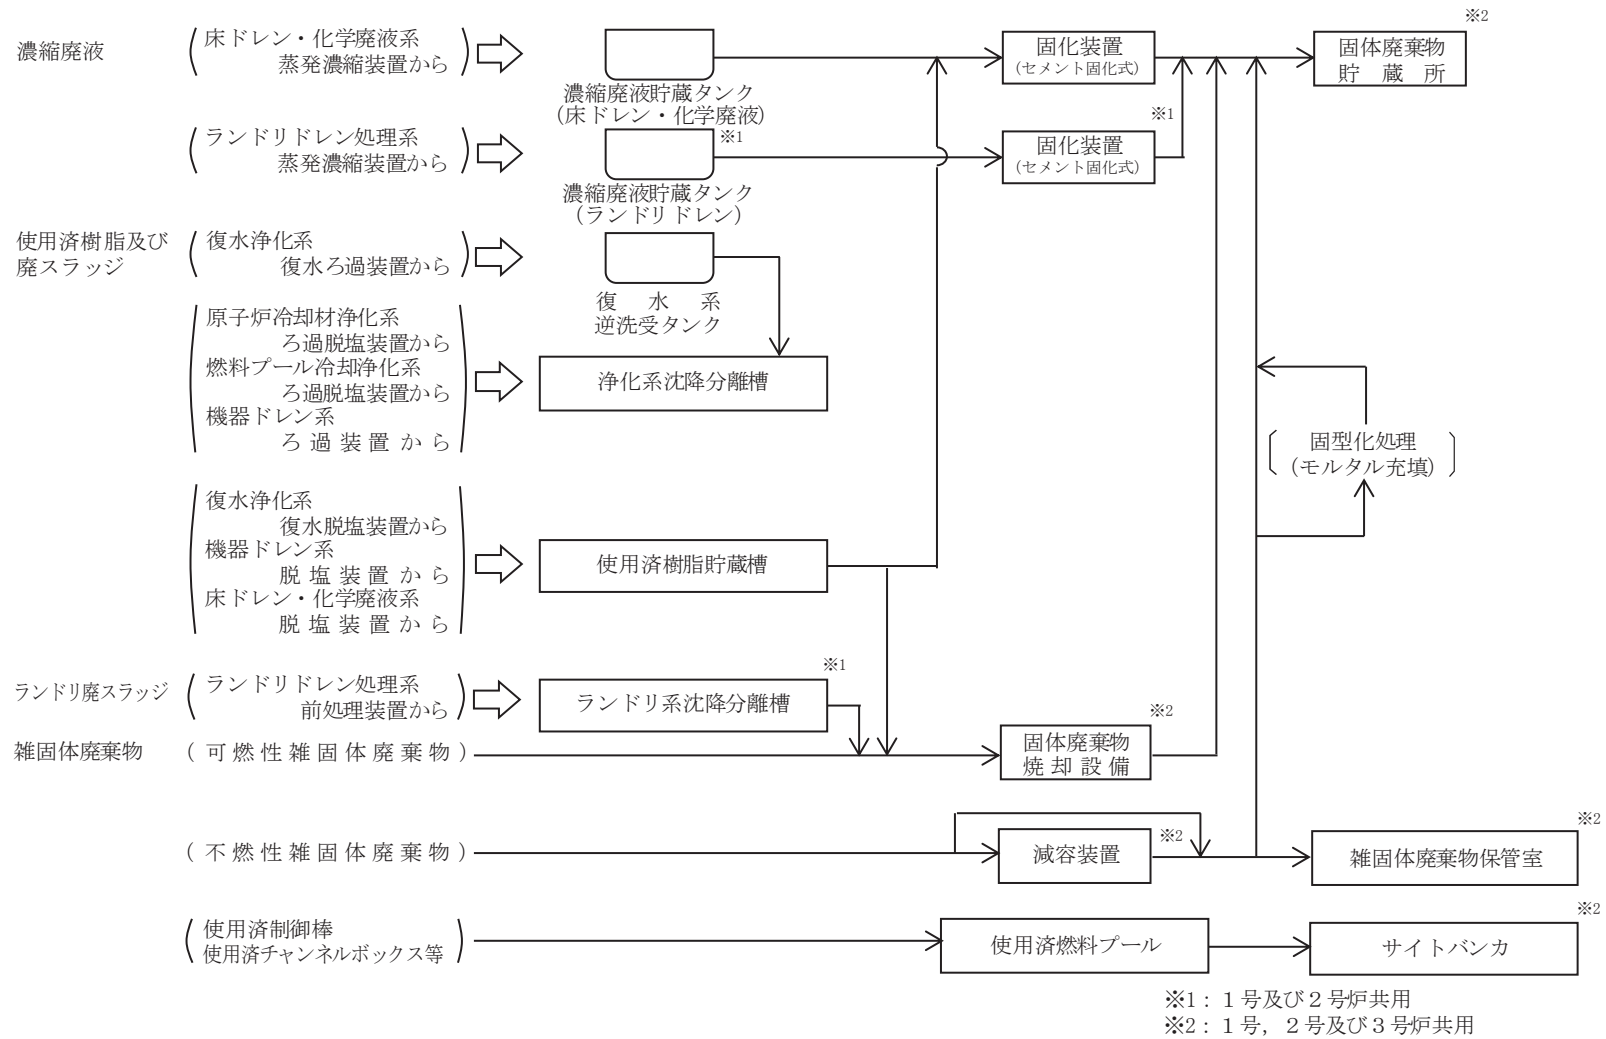 ※2
濃縮廃液
(床ドレン・化学廃液系
蒸発濃縮装置から)
濃縮廃液貯蔵タンク
(床ドレン・化学廃液)
固化装置
(セメント固化式)
固体廃棄物
貯 蔵 所
(ランドリドレン処理系
蒸発濃縮装置から)
※1
濃縮廃液貯蔵タンク
(ランドリドレン)
※1
固化装置
(セメント固化式)
使用済樹脂及び
廃スラッジ
(復水浄化系
復水ろ過装置から)
復 水 系
逆洗受タンク
(原子炉冷却材浄化系
ろ過脱塩装置から
燃料プール冷却浄化系
ろ過脱塩装置から
機器ドレン系
ろ過装置から)
浄化系沈降分離槽
〔固型化処理
(モルタル充填)〕
(復水浄化系
復水脱塩装置から
機器ドレン系
脱塩装置から
床ドレン・化学廃液系
脱塩装置から)
使用済樹脂貯蔵槽
ランドリ廃スラッジ
(ランドリドレン処理系
前処理装置から)
※1
ランドリ系沈降分離槽
雑固体廃棄物
(可燃性雑固体廃棄物)
※2
固体廃棄物
焼却設備
(不燃性雑固体廃棄物)
減容装置
※2
※2
雑固体廃棄物保管室
(使用済制御棒
使用済チャンネルボックス等)
使用済燃料プール
※2
サイトバンカ
※1：１号及び２号炉共用
※2：１号，２号及び３号炉共用